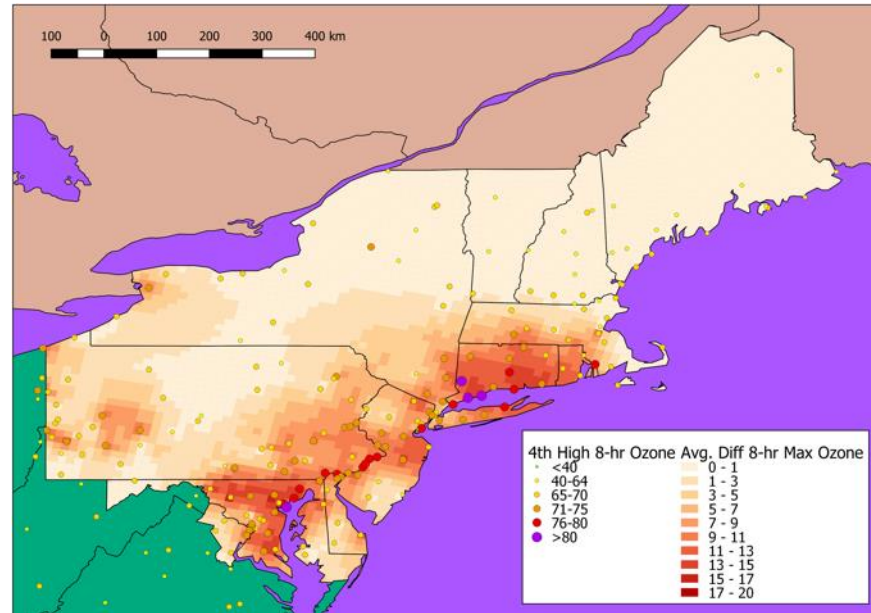 100 0 100 200 300 400 km
4th High 8-hr Ozone
<40
40-64
65-70
71-75
76-80
>80
Avg. Diff 8-hr Max Ozone
0 - 1
1 - 3
3 - 5
5 - 7
7 - 9
9 - 11
11 - 13
13 - 15
15 - 17
17 - 20